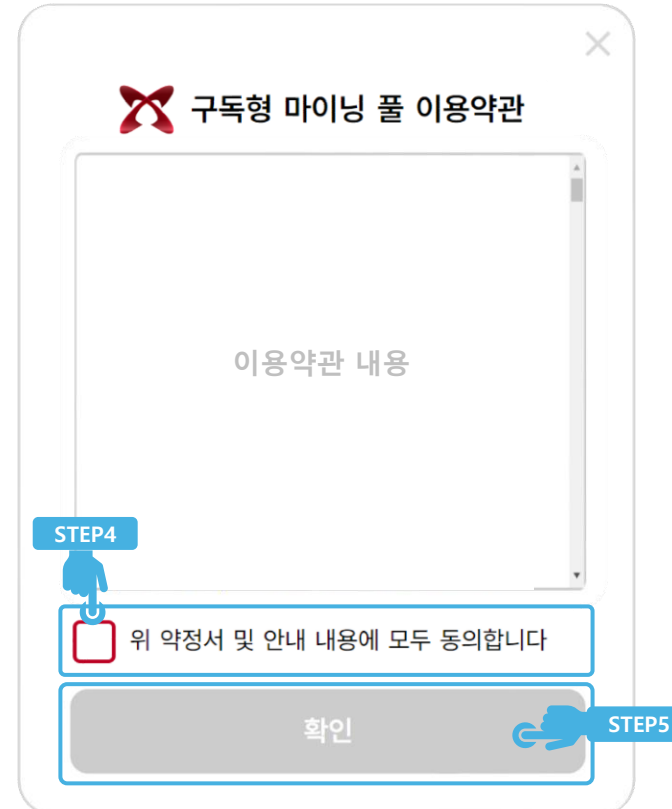 구독형 마이닝 풀 이용약관
이용약관 내용
STEP4
위 약정서 및 안내 내용에 모두 동의합니다
확인
STEP5